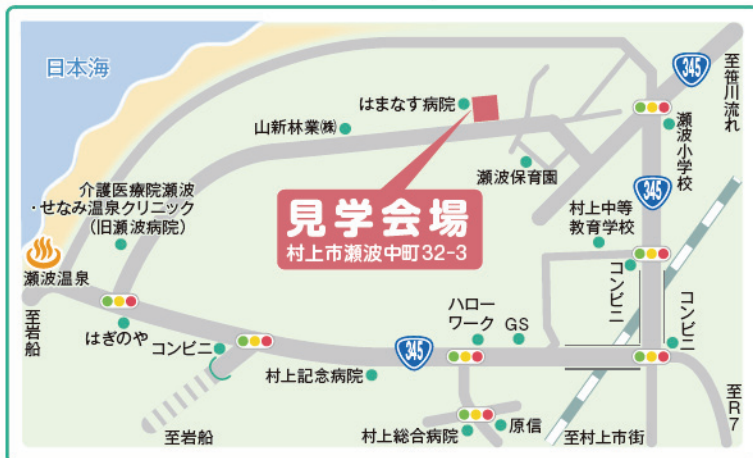 日本海
345
至笹川流れ
はまなす病院
山新林業㈱
瀬波小学校
瀬波保育園
345
介護医療院瀬波
・せなみ温泉クリニック
(旧瀬波病院)
見学会場
村上市瀬波中町32-3
村上中等
教育学校
瀬波温泉
コンビニ
コンビニ
至岩船
はぎのや
コンビニ
ハロー
ワーク
GS
345
村上記念病院
至R7
至岩船
村上総合病院
原信
至村上市街